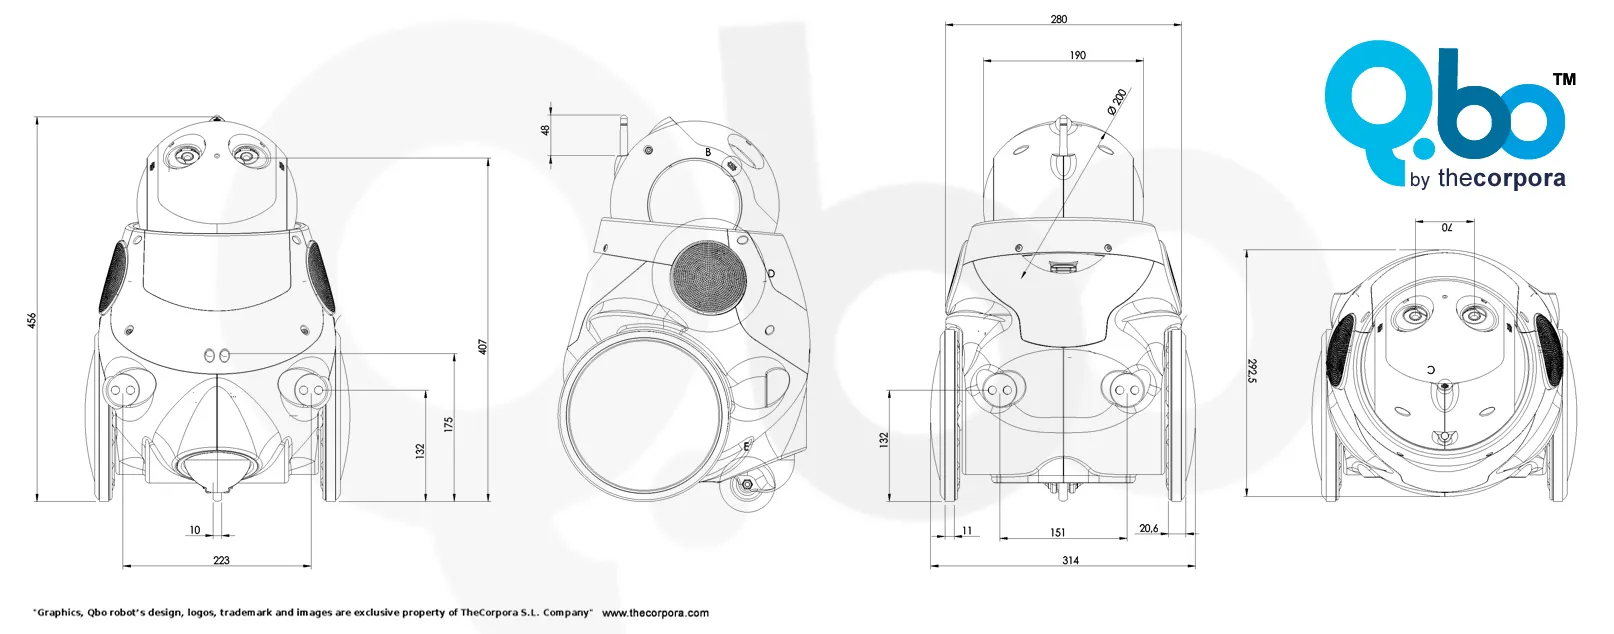 280
190
Ø 200
Q.bo TM
by thecorpora
48
B
456
407
175
132
10
223
D
E
132
11
151
20,6
314
70
292,5
C
"Graphics, Qbo robot's design, logos, trademark and images are exclusive property of TheCorpora S.L. Company" www.thecorpora.com